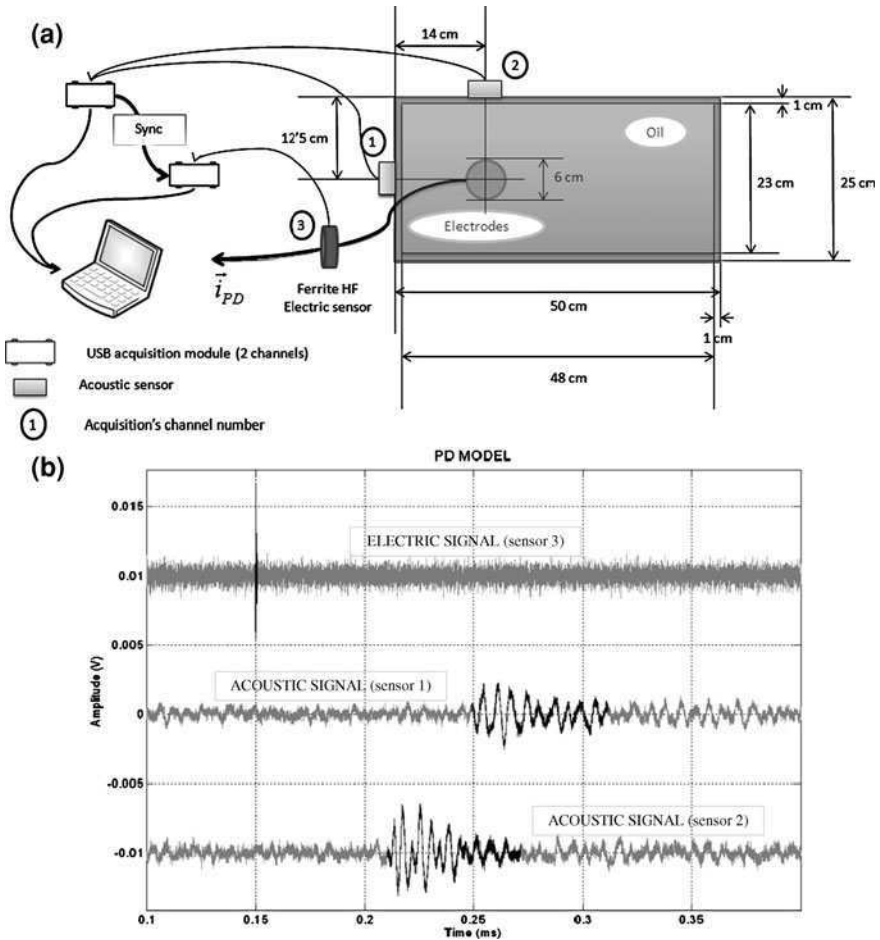 (a)
14 cm
2
1 cm
Sync
12'5 cm
1
Oil
6 cm
23 cm
25 cm
3
Electrodes
i_PD
Ferrite HF
Electric sensor
50 cm
1 cm
48 cm
USB acquisition module (2 channels)
Acoustic sensor
1
Acquisition's channel number
(b)
PD MODEL
0.015
ELECTRIC SIGNAL (sensor 3)
0.01
0.005
ACOUSTIC SIGNAL (sensor 1)
0
Amplitude (V)
-0.005
ACOUSTIC SIGNAL (sensor 2)
-0.01
0.1
0.15
0.2
0.25
0.3
0.35
Time (ms)